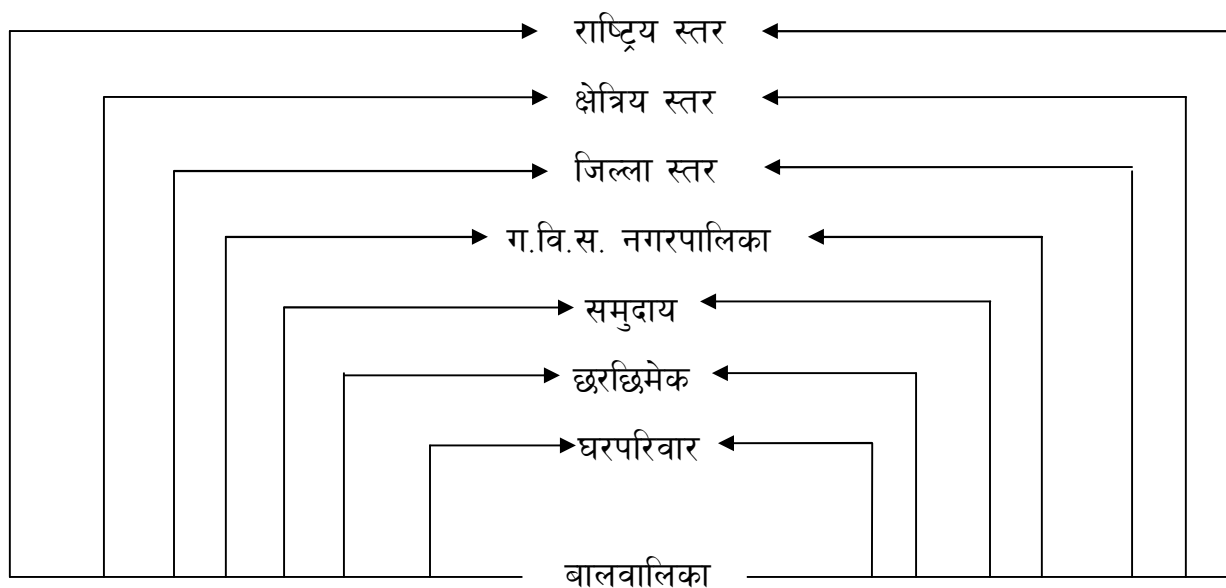 राष्ट्रिय स्तर
क्षेत्रिय स्तर
जिल्ला स्तर
ग.वि.स. नगरपालिका
समुदाय
छरछिमेक
घरपरिवार
बालवालिका